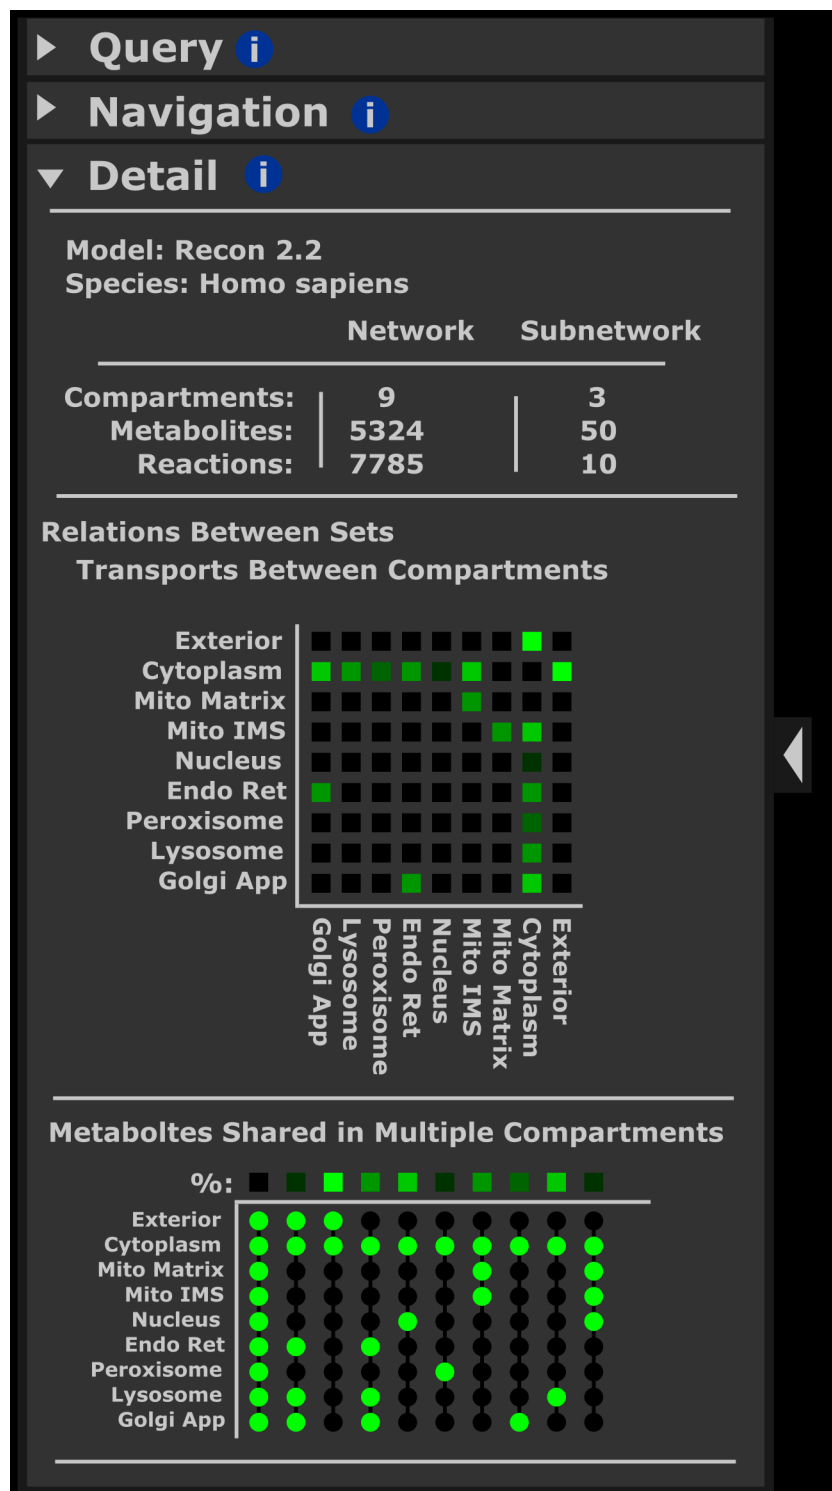 Query i
Navigation i
Detail i
Model: Recon 2.2
Species: Homo sapiens
Network Subnetwork
Compartments: 9 3
Metabolites: 5324 50
Reactions: 7785 10
Relations Between Sets
Transports Between Compartments
Exterior
Cytoplasm
Mito Matrix
Mito IMS
Nucleus
Endo Ret
Peroxisome
Lysosome
Golgi App
Golgi App
Lysosome
Peroxisome
Endo Ret
Nucleus
Mito IMS
Mito Matrix
Cytoplasm
Exterior
Metaboltes Shared in Multiple Compartments
%:
Exterior
Cytoplasm
Mito Matrix
Mito IMS
Nucleus
Endo Ret
Peroxisome
Lysosome
Golgi App